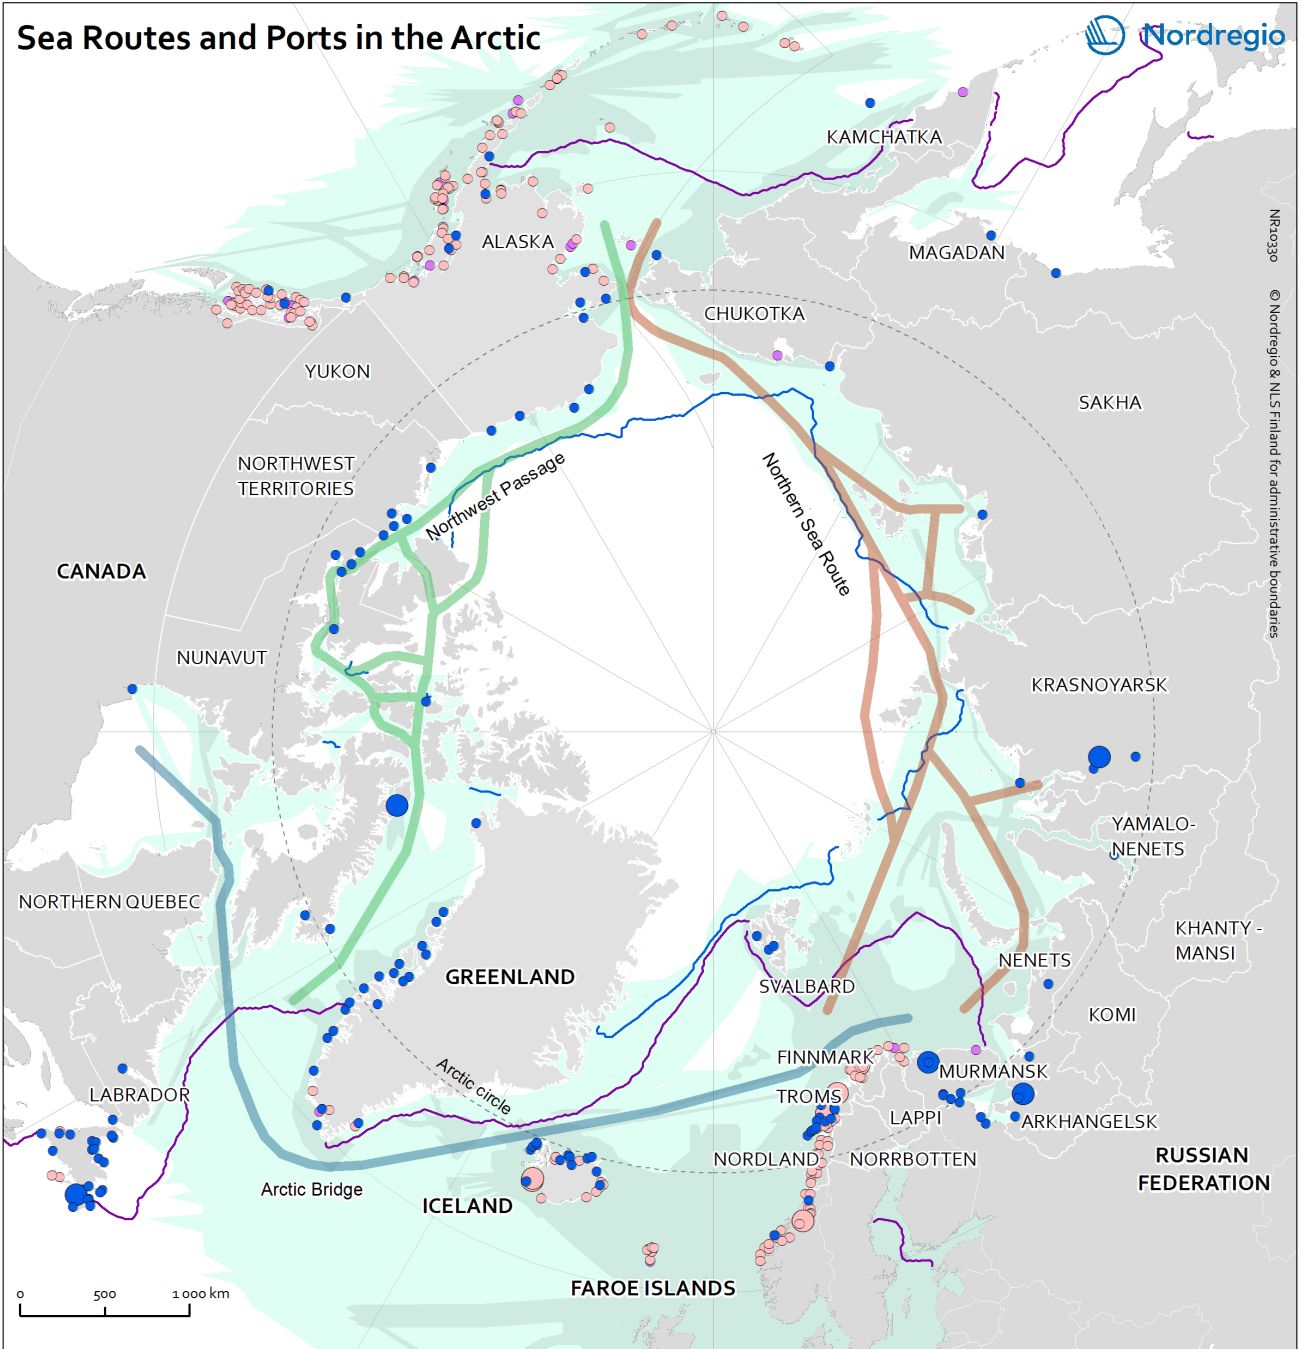 Sea Routes and Ports in the Arctic
Nordregio
KAMCHATKA
ALASKA
MAGADAN
NR10330 © Nordregio & NLS Finland for administrative boundaries
CHUKOTKA
YUKON
SAKHA
NORTHWEST
TERRITORIES
Northwest Passage
Northern Sea Route
CANADA
NUNAVUT
KRASNOYARSK
YAMALO-
NENETS
NORTHERN QUEBEC
KHANTY -
MANSI
GREENLAND
NENETS
SVALBARD
KOMI
Arctic circle
FINNMARK
MURMANSK
LABRADOR
TROMS
LAPPI
ARKHANGELSK
NORDLAND
NORRBOTTEN
RUSSIAN
FEDERATION
Arctic Bridge
ICELAND
FAROE ISLANDS
0 500 1 000 km